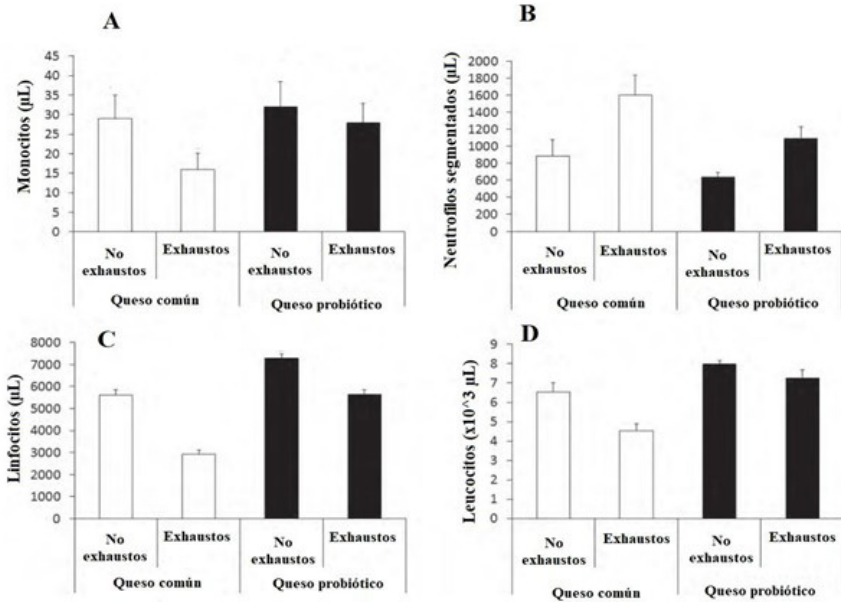 A
Monocitos (µL)
45
40
35
30
25
20
15
10
5
0
No
exhaustos
Exhaustos
No
exhaustos
Exhaustos
Queso común
Queso probiótico
B
Neutrofilos segmentados (µL)
2000
1800
1600
1400
1200
1000
800
600
400
200
0
No
exhaustos
Exhaustos
No
exhaustos
Exhaustos
Queso común
Queso probiótico
C
Linfocitos (µL)
8000
7000
6000
5000
4000
3000
2000
1000
0
No
exhaustos
Exhaustos
No
exhaustos
Exhaustos
Queso común
Queso probiótico
D
Leucocitos (x10^3 µL)
9
8
7
6
5
4
3
2
1
0
No
exhaustos
Exhaustos
No
exhaustos
Exhaustos
Queso común
Queso probiótico